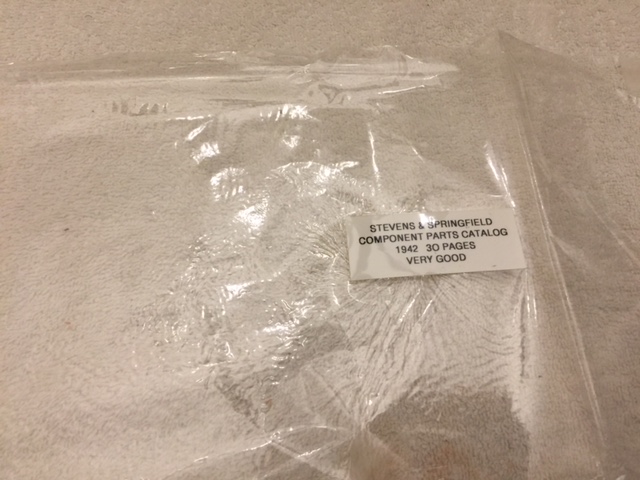 STEVENS & SPRINGFIELD
COMPONENT PARTS CATALOG
1942 30 PAGES
VERY GOOD